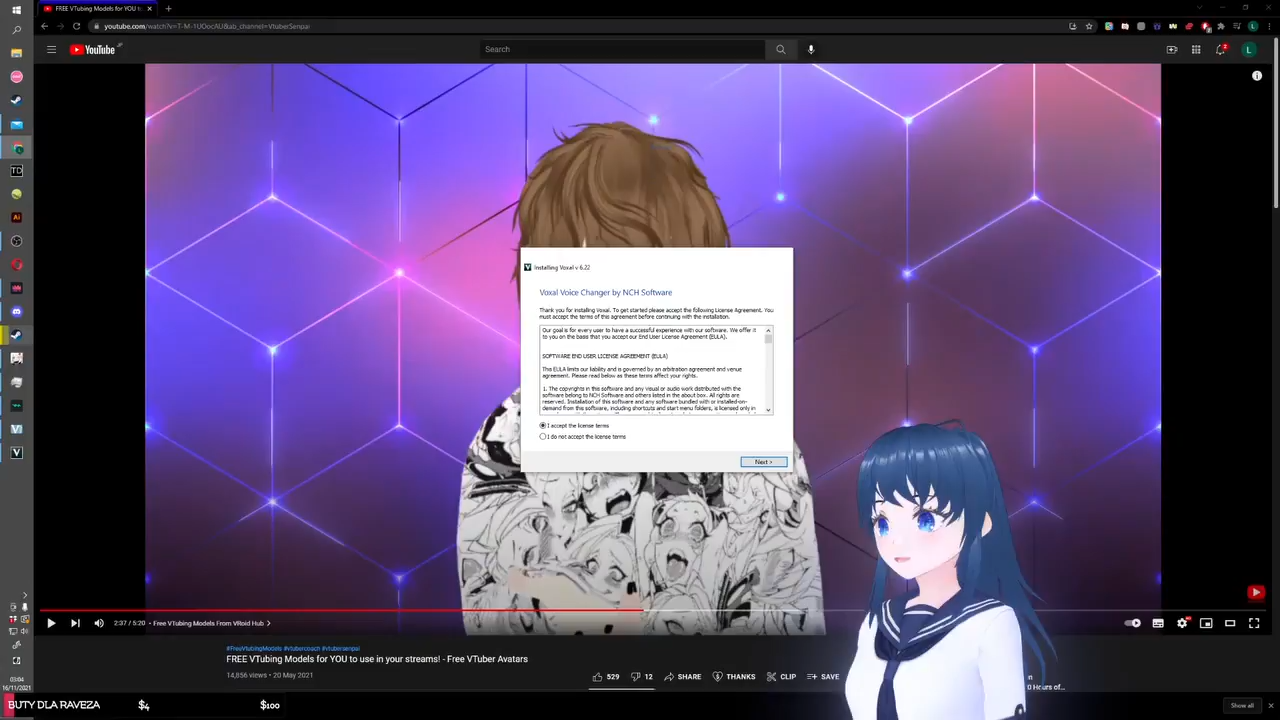 FREE VTubing Models for YOU t
youtube.com/watch?v=T-M-1UOocAU&ab_channel=VtuberSenpai
YouTube
Search
2
L
Installing Voxal v 6.22
Voxal Voice Changer by NCH Software
Thank you for installing Voxal. To get started please accept the following License Agreement. You
must accept the terms of this agreement before continuing with the installation.
Our goal is for every user to have a successful experience with our software. We offer it
to you on the basis that you accept our End User License Agreement (EULA).
SOFTWARE END USER LICENSE AGREEMENT (EULA)
This EULA limits our liability and is governed by an arbitration agreement and venue
agreement. Please read below as these terms affect your rights.
1. The copyrights in this software and any visual or audio work distributed with the
software belong to NCH Software and others listed in the about box. All rights are
reserved. Installation of this software and any software bundled with or installed-on-
demand from this software, including shortcuts and start menu folders, is licensed only in
I accept the license terms
I do not accept the license terms
Next >
2:37 / 5:20 • Free VTubing Models From VRoid Hub >
#FreeVtubingModels #vtubercoach #vtubersenpai
FREE VTubing Models for YOU to use in your streams! - Free VTuber Avatars
14,856 views • 20 May 2021
529
12
SHARE
THANKS
CLIP
SAVE
0 Hours of...
TD
Ai
03:04
16/11/2021
BUTY DLA RAVEZA
$4
$100
Show all